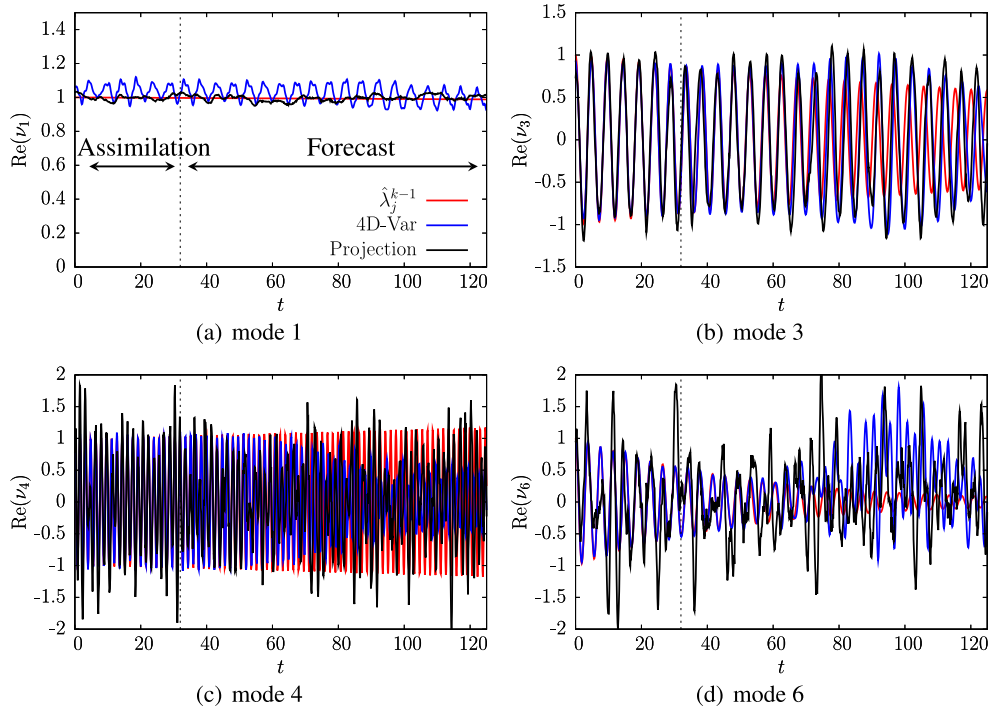 1.4
1.2
1
0.8
0.6
0.4
0.2
0
Re(ν₁)
Assimilation
Forecast
λ̂ⱼᵏ⁻¹
4D-Var
Projection
0 20 40 60 80 100 120
t
(a) mode 1
1.5
1
0.5
0
-0.5
-1
-1.5
Re(ν₃)
0 20 40 60 80 100 120
t
(b) mode 3
2
1.5
1
0.5
0
-0.5
-1
-1.5
-2
Re(ν₄)
0 20 40 60 80 100 120
t
(c) mode 4
2
1.5
1
0.5
0
-0.5
-1
-1.5
-2
Re(ν₆)
0 20 40 60 80 100 120
t
(d) mode 6